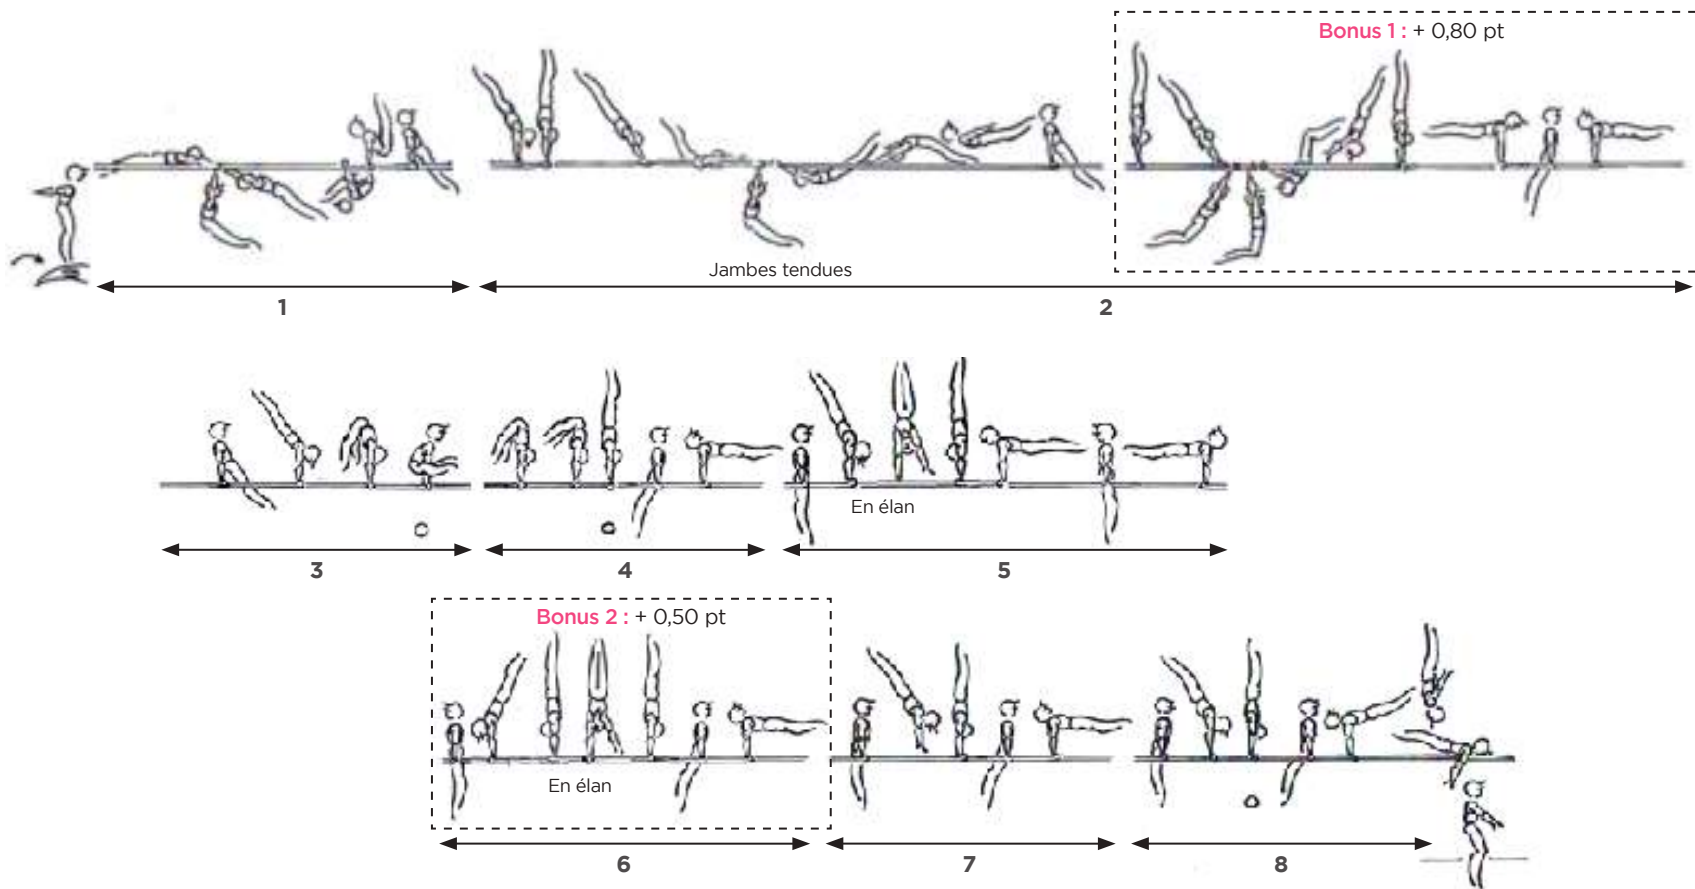 Bonus 1 : + 0,80 pt
Jambes tendues
1
2
En élan
3
4
5
Bonus 2 : + 0,50 pt
En élan
6
7
8